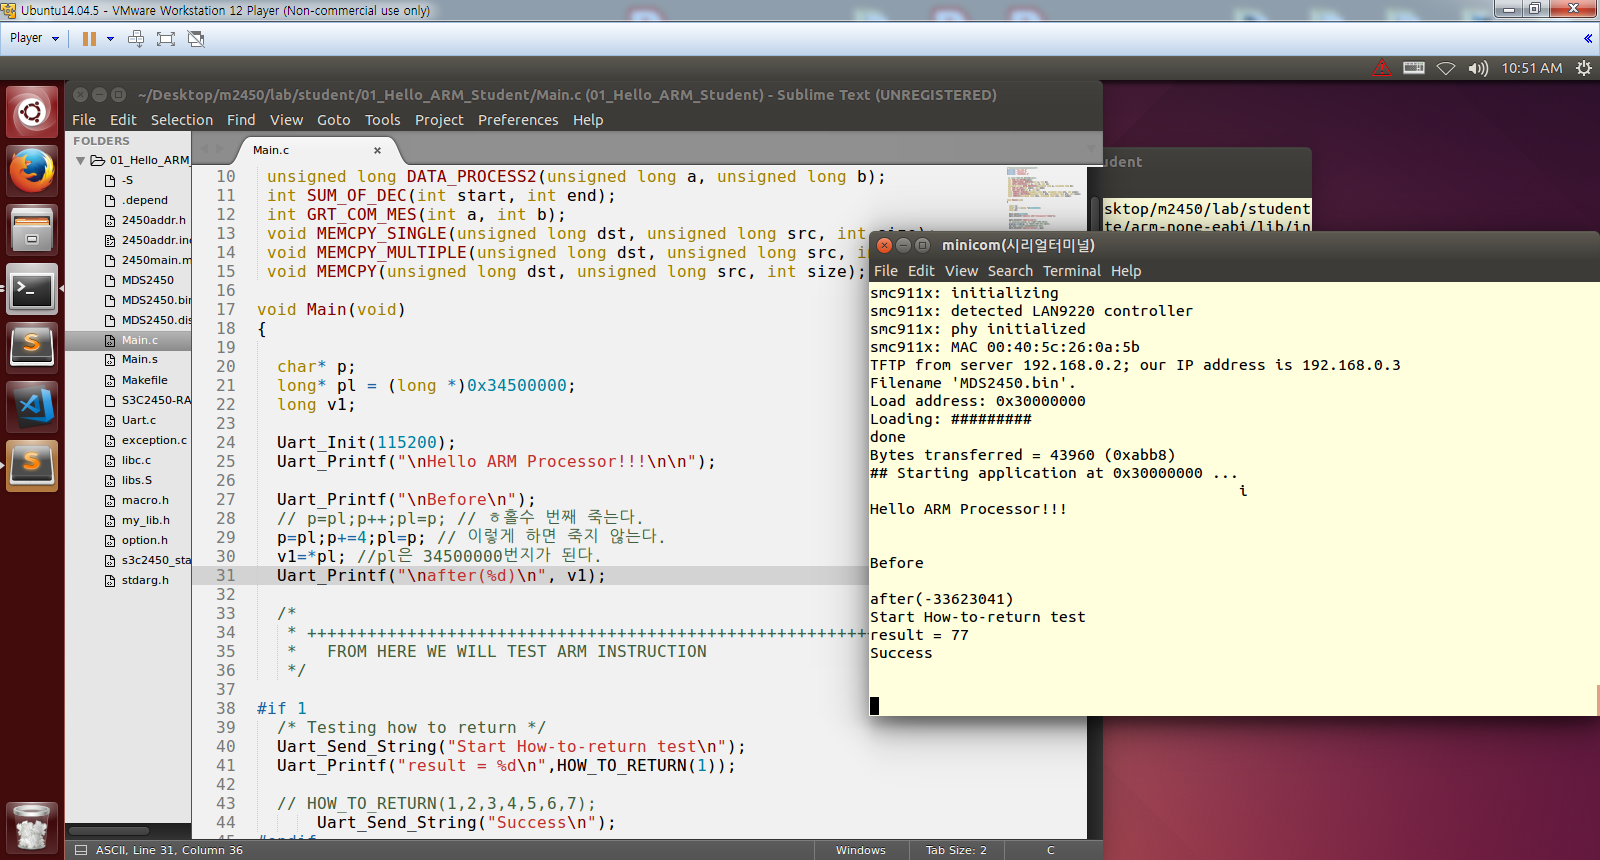 Ubuntu14.04.5 - VMware Workstation 12 Player (Non-commercial use only)
Player
10:51 AM
~/Desktop/m2450/lab/student/01_Hello_ARM_Student/Main.c (01_Hello_ARM_Student) - Sublime Text (UNREGISTERED)
File Edit Selection Find View Goto Tools Project Preferences Help
FOLDERS
01_Hello_ARM_
-S
.depend
2450addr.h
2450addr.in
2450main.m
MDS2450
MDS2450.bin
MDS2450.dis
Main.c
Main.s
Makefile
S3C2450-RA
Uart.c
exception.c
libc.c
libs.S
macro.h
my_lib.h
option.h
s3c2450_sta
stdarg.h
Main.c
10 unsigned long DATA_PROCESS2(unsigned long a, unsigned long b);
11 int SUM_OF_DEC(int start, int end);
12 int GRT_COM_MES(int a, int b);
13 void MEMCPY_SINGLE(unsigned long dst, unsigned long src, int size);
14 void MEMCPY_MULTIPLE(unsigned long dst, unsigned long src, in
15 void MEMCPY(unsigned long dst, unsigned long src, int size);
16
17 void Main(void)
18 {
19
20 char* p;
21 long* pl = (long *)0x34500000;
22 long v1;
23
24 Uart_Init(115200);
25 Uart_Printf("\nHello ARM Processor!!!\n\n");
26
27 Uart_Printf("\nBefore\n");
28 // p=pl;p++;pl=p; // ㅎ홀수 번째 죽는다.
29 p=pl;p+=4;pl=p; // 이렇게 하면 죽지 않는다.
30 v1=*pl; //pl은 34500000번지가 된다.
31 Uart_Printf("\nafter(%d)\n", v1);
32
33 /*
34 * ++++++++++++++++++++++++++++++++++++++++++++++++++++++++
35 * FROM HERE WE WILL TEST ARM INSTRUCTION
36 */
37
38 #if 1
39 /* Testing how to return */
40 Uart_Send_String("Start How-to-return test\n");
41 Uart_Printf("result = %d\n",HOW_TO_RETURN(1));
42
43 // HOW_TO_RETURN(1,2,3,4,5,6,7);
44 Uart_Send_String("Success\n");
45 #endif
ASCII, Line 31, Column 36
Windows
Tab Size: 2
C
udent
sktop/m2450/lab/student
te/arm-none-eabi/lib/in
minicom(시리얼터미널)
File Edit View Search Terminal Help
smc911x: initializing
smc911x: detected LAN9220 controller
smc911x: phy initialized
smc911x: MAC 00:40:5c:26:0a:5b
TFTP from server 192.168.0.2; our IP address is 192.168.0.3
Filename 'MDS2450.bin'.
Load address: 0x30000000
Loading: #########
done
Bytes transferred = 43960 (0xabb8)
## Starting application at 0x30000000 ...
i
Hello ARM Processor!!!
Before
after(-33623041)
Start How-to-return test
result = 77
Success